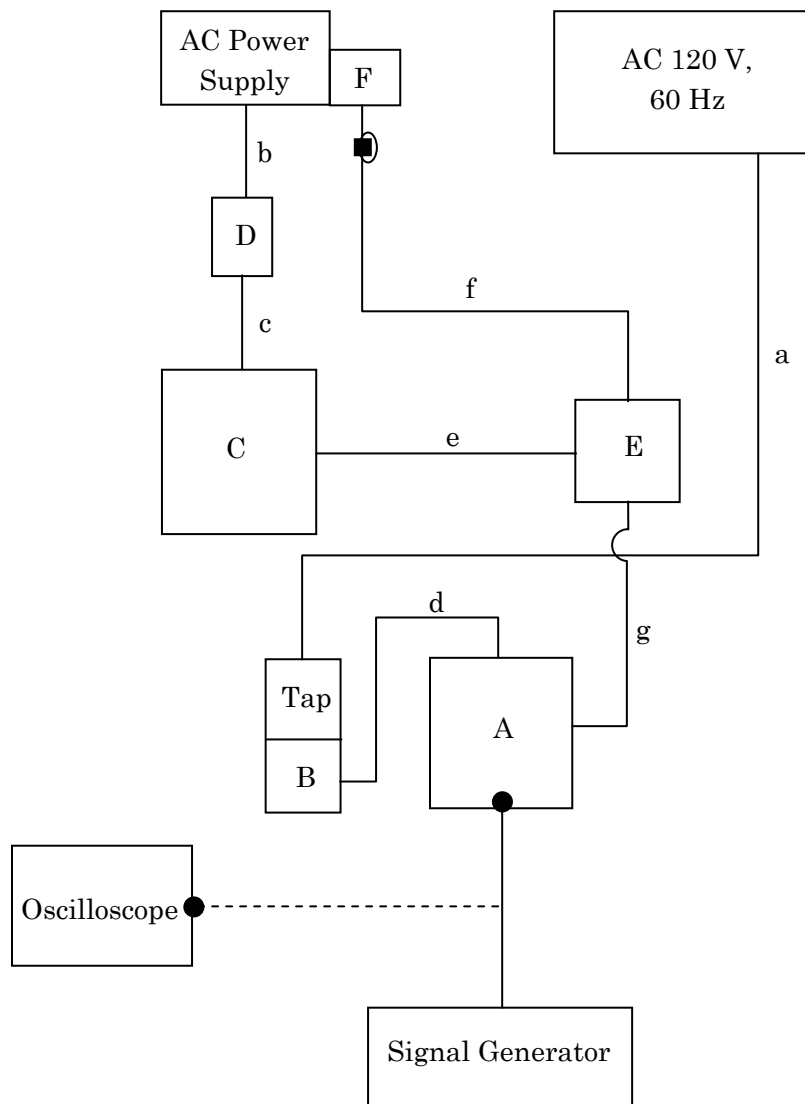 AC Power
Supply
F
AC 120 V,
60 Hz
b
D
f
c
a
C
e
E
d
g
Tap
A
B
Oscilloscope
Signal Generator